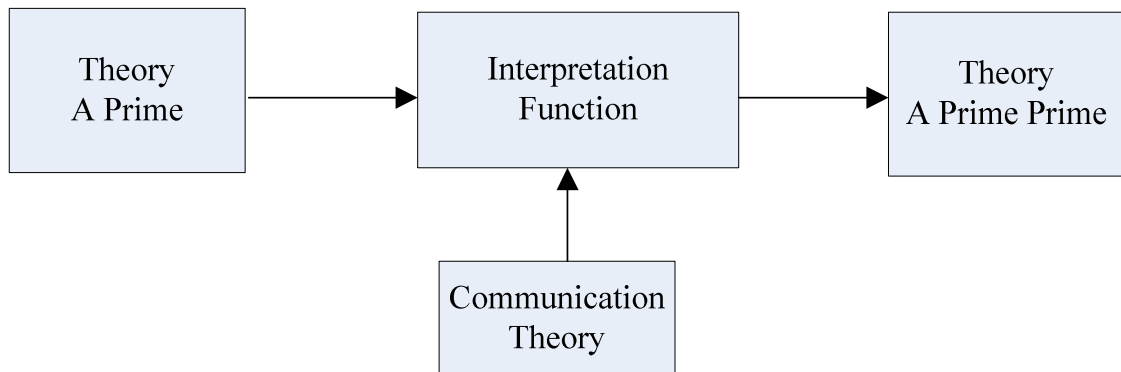 Theory
A Prime
Interpretation
Function
Theory
A Prime Prime
Communication
Theory